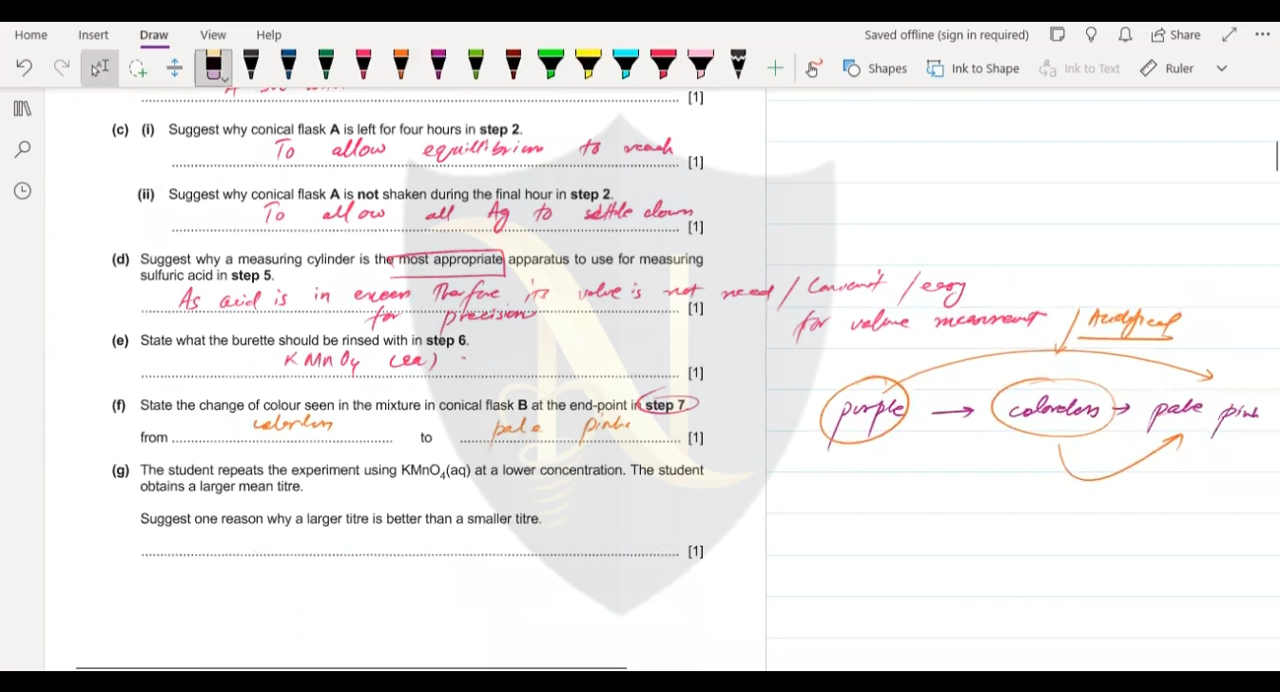 Home Insert Draw View Help Saved offline (sign in required) Share
Shapes Ink to Shape Ink to Text Ruler
[1]
(c) (i) Suggest why conical flask A is left for four hours in step 2.
To allow equillibrium to reach
[1]
(ii) Suggest why conical flask A is not shaken during the final hour in step 2.
To allow all Ag to settle down
[1]
(d) Suggest why a measuring cylinder is the most appropriate apparatus to use for measuring
sulfuric acid in step 5.
As acid is in excess Therfore its volue is not need / Convenit / easy
[1]
for precision for volume
/ Acidified
(e) State what the burette should be rinsed with in step 6.
KMnO4
[1]
(f) State the change of colour seen in the mixture in conical flask B at the end-point in step 7.
from colorless to pale pink [1]
purple → colorless → pale pink
(g) The student repeats the experiment using KMnO4(aq) at a lower concentration. The student
obtains a larger mean titre.
Suggest one reason why a larger titre is better than a smaller titre.
[1]